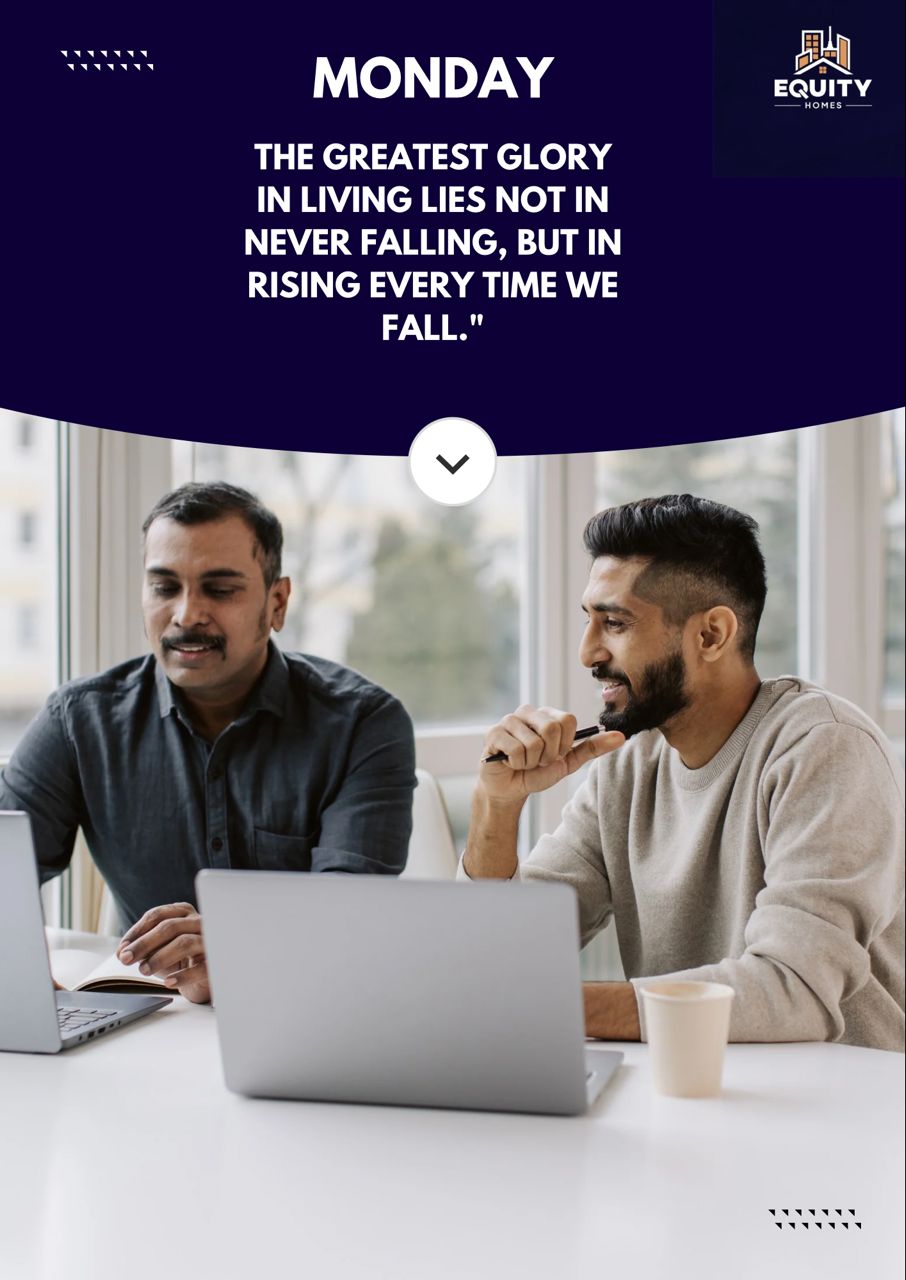 MONDAY
EQUITY
HOMES
THE GREATEST GLORY
IN LIVING LIES NOT IN
NEVER FALLING, BUT IN
RISING EVERY TIME WE
FALL."